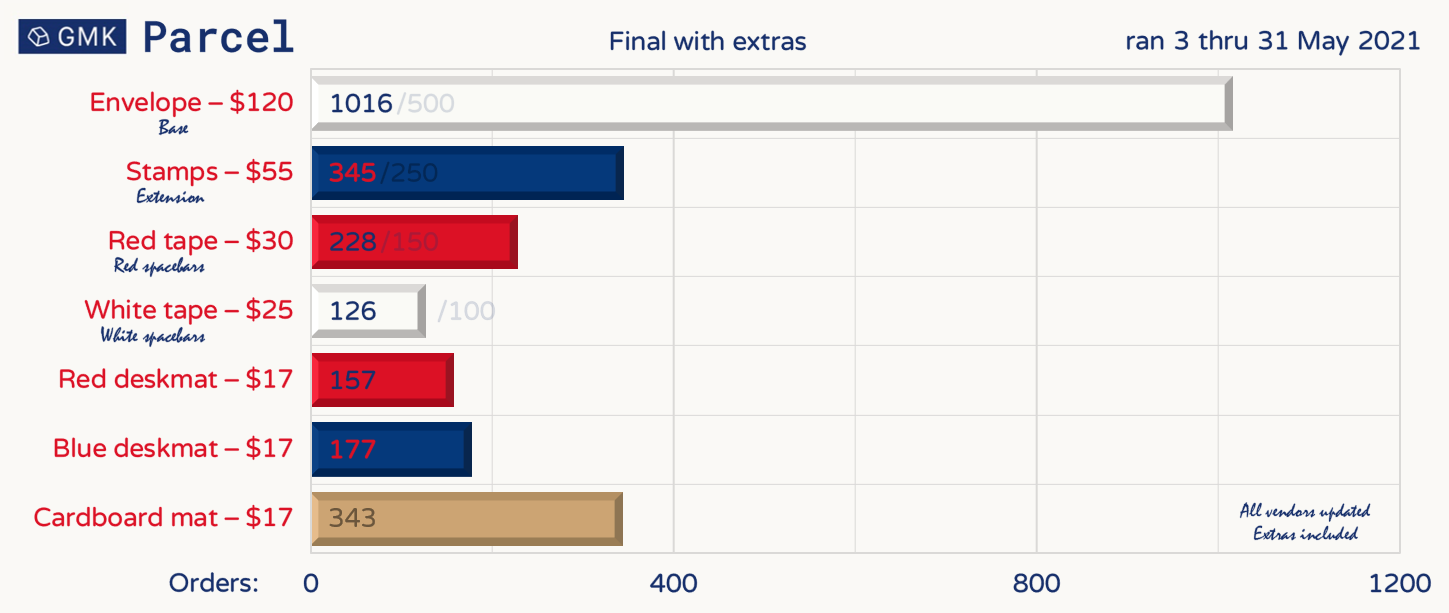 GMK Parcel
Final with extras
ran 3 thru 31 May 2021
Envelope – $120
Base
1016/500
Stamps – $55
Extension
345/250
Red tape – $30
Red spacebars
228/150
White tape – $25
White spacebars
126 /100
Red deskmat – $17
157
Blue deskmat – $17
177
Cardboard mat – $17
343
All vendors updated
Extras included
Orders: 0 400 800 1200